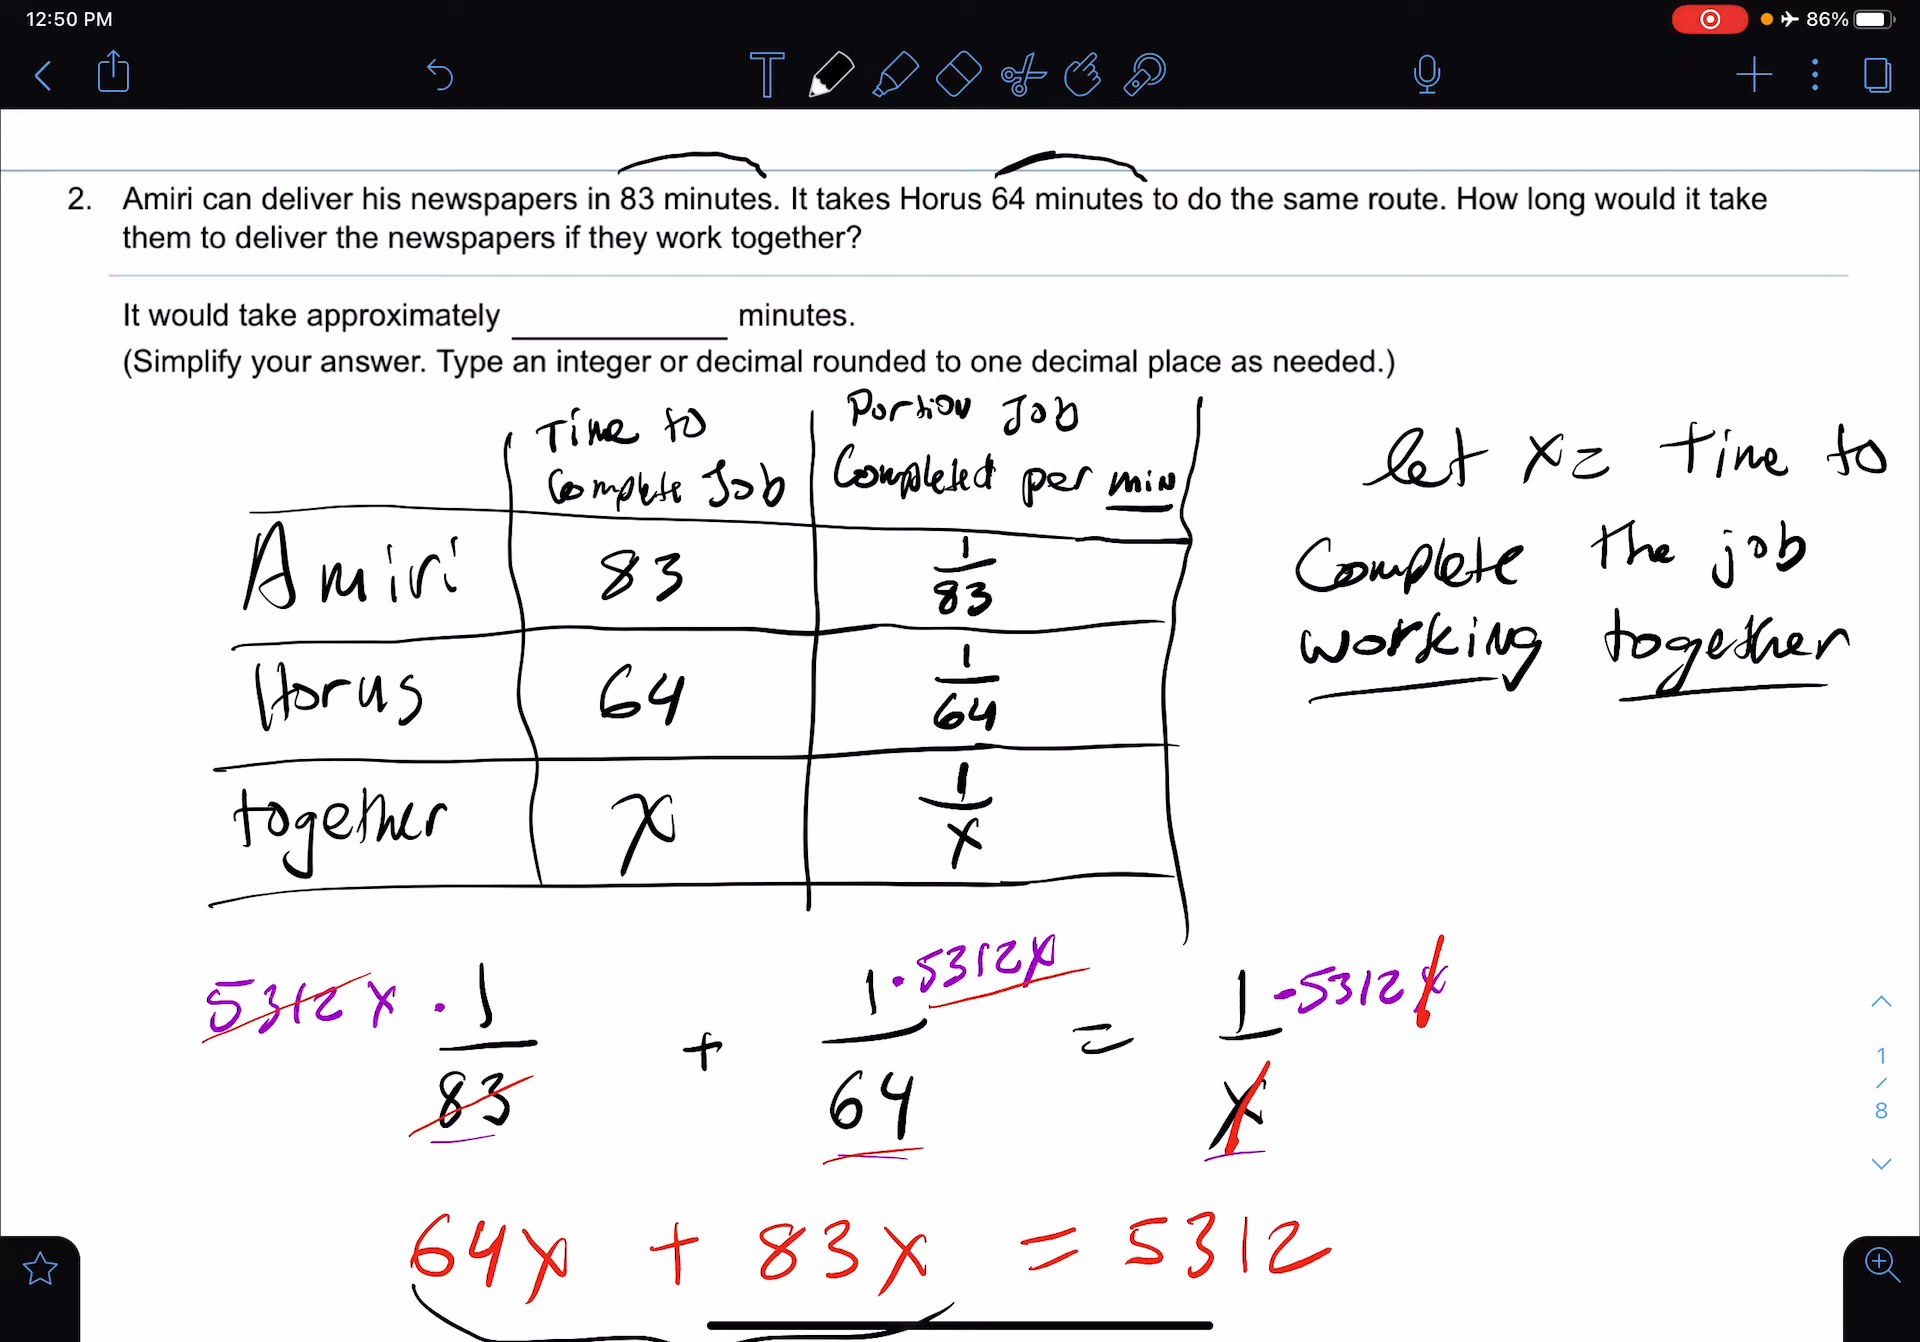 12:50 PM
86%
2. Amiri can deliver his newspapers in 83 minutes. It takes Horus 64 minutes to do the same route. How long would it take
them to deliver the newspapers if they work together?
It would take approximately ____________ minutes.
(Simplify your answer. Type an integer or decimal rounded to one decimal place as needed.)
Time to Complete Job
Portion Job Completed per min
Amiri 83 1/83
Horus 64 1/64
together x 1/x
let x = time to
Complete the job
working together
5312x · 1/83 + 1/64 · 5312x = 1/x · 5312x
64x + 83x = 5312
1
/
8